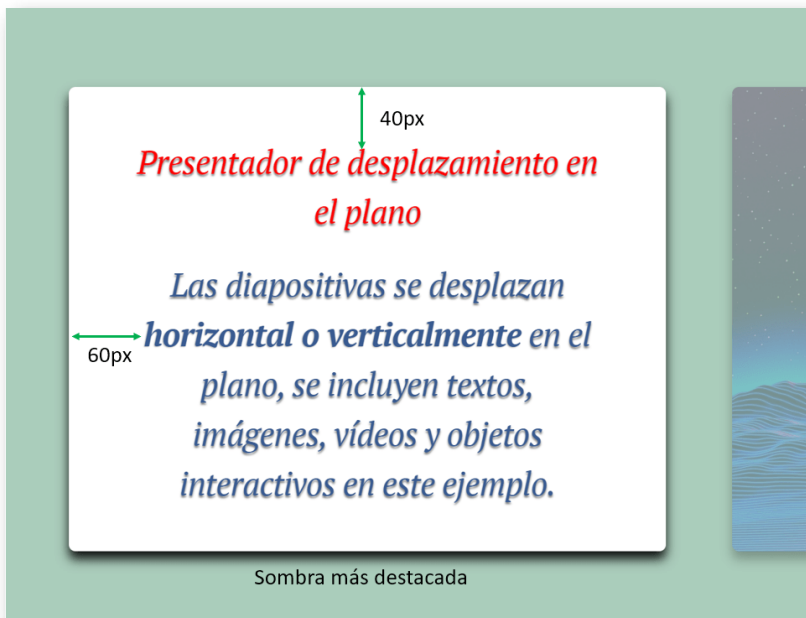 40px
Presentador de desplazamiento en
el plano
Las diapositivas se desplazan
horizontal o verticalmente en el
60px
plano, se incluyen textos,
imágenes, vídeos y objetos
interactivos en este ejemplo.
Sombra más destacada